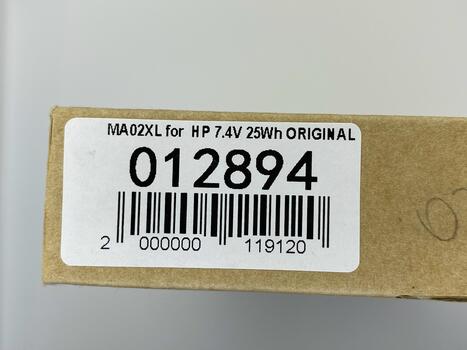 MA02XL for HP 7.4V 25Wh ORIGINAL
012894
2 000000 119120